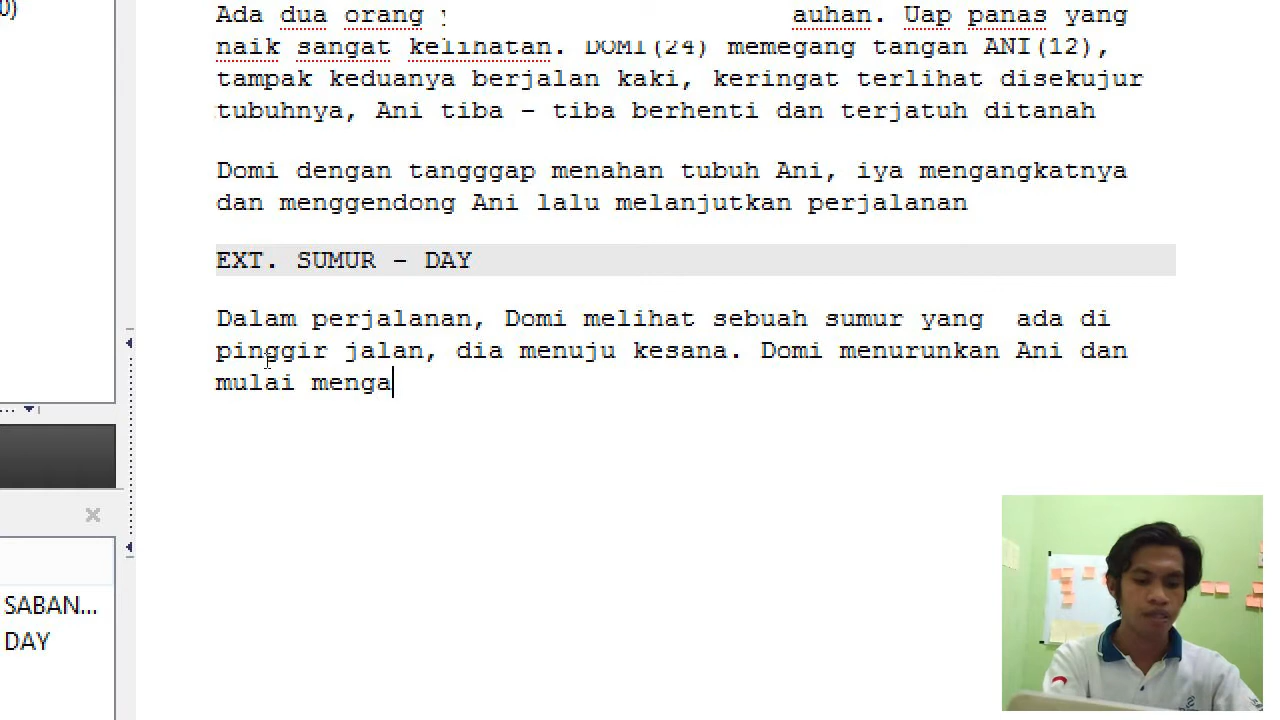 0)
Ada dua orang auhan. Uap panas yang
naik sangat kelihatan. DOMI(24) memegang tangan ANI(12),
tampak keduanya berjalan kaki, keringat terlihat disekujur
tubuhnya, Ani tiba – tiba berhenti dan terjatuh ditanah
Domi dengan tangggap menahan tubuh Ani, iya mengangkatnya
dan menggendong Ani lalu melanjutkan perjalanan
EXT. SUMUR – DAY
Dalam perjalanan, Domi melihat sebuah sumur yang ada di
pinggir jalan, dia menuju kesana. Domi menurunkan Ani dan
mulai menga
SABAN...
DAY